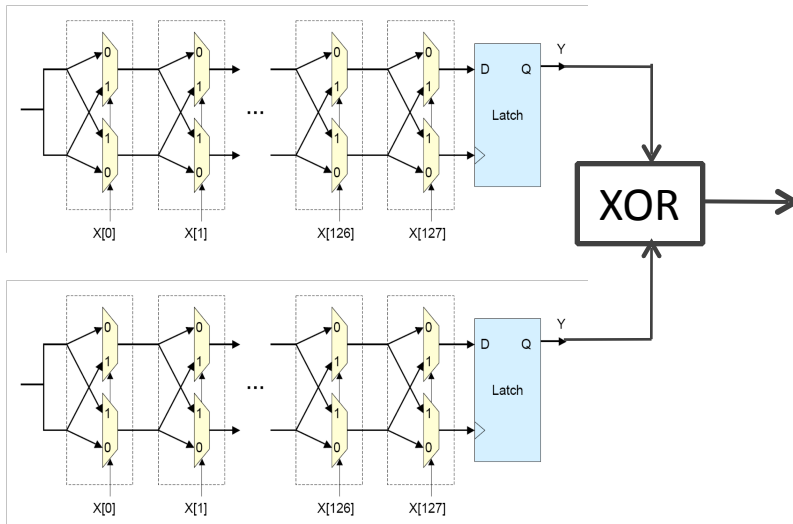 0 0 0 0
Y
D Q
1 1 1 1
...
Latch
1 1 1 1
0 0 0 0
XOR
X[0] X[1] X[126] X[127]
0 0 0 0
Y
D Q
1 1 1 1
...
Latch
1 1 1 1
0 0 0 0
X[0] X[1] X[126] X[127]